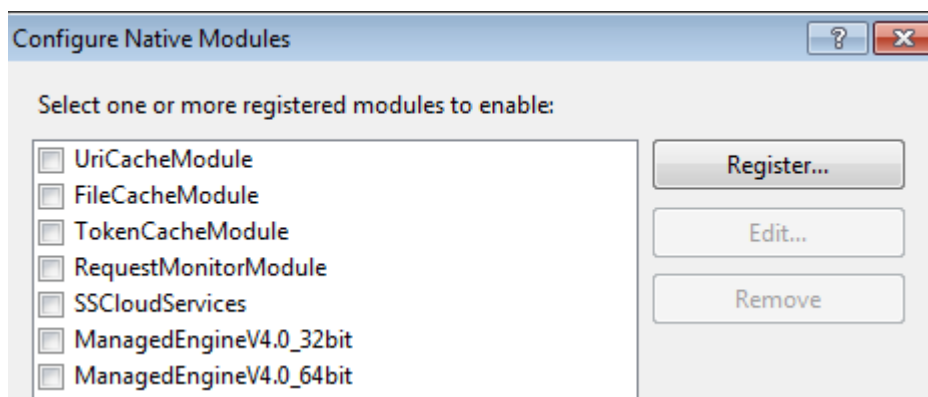 Configure Native Modules
Select one or more registered modules to enable:
UriCacheModule
FileCacheModule
TokenCacheModule
RequestMonitorModule
SSCloudServices
ManagedEngineV4.0_32bit
ManagedEngineV4.0_64bit
Register...
Edit...
Remove